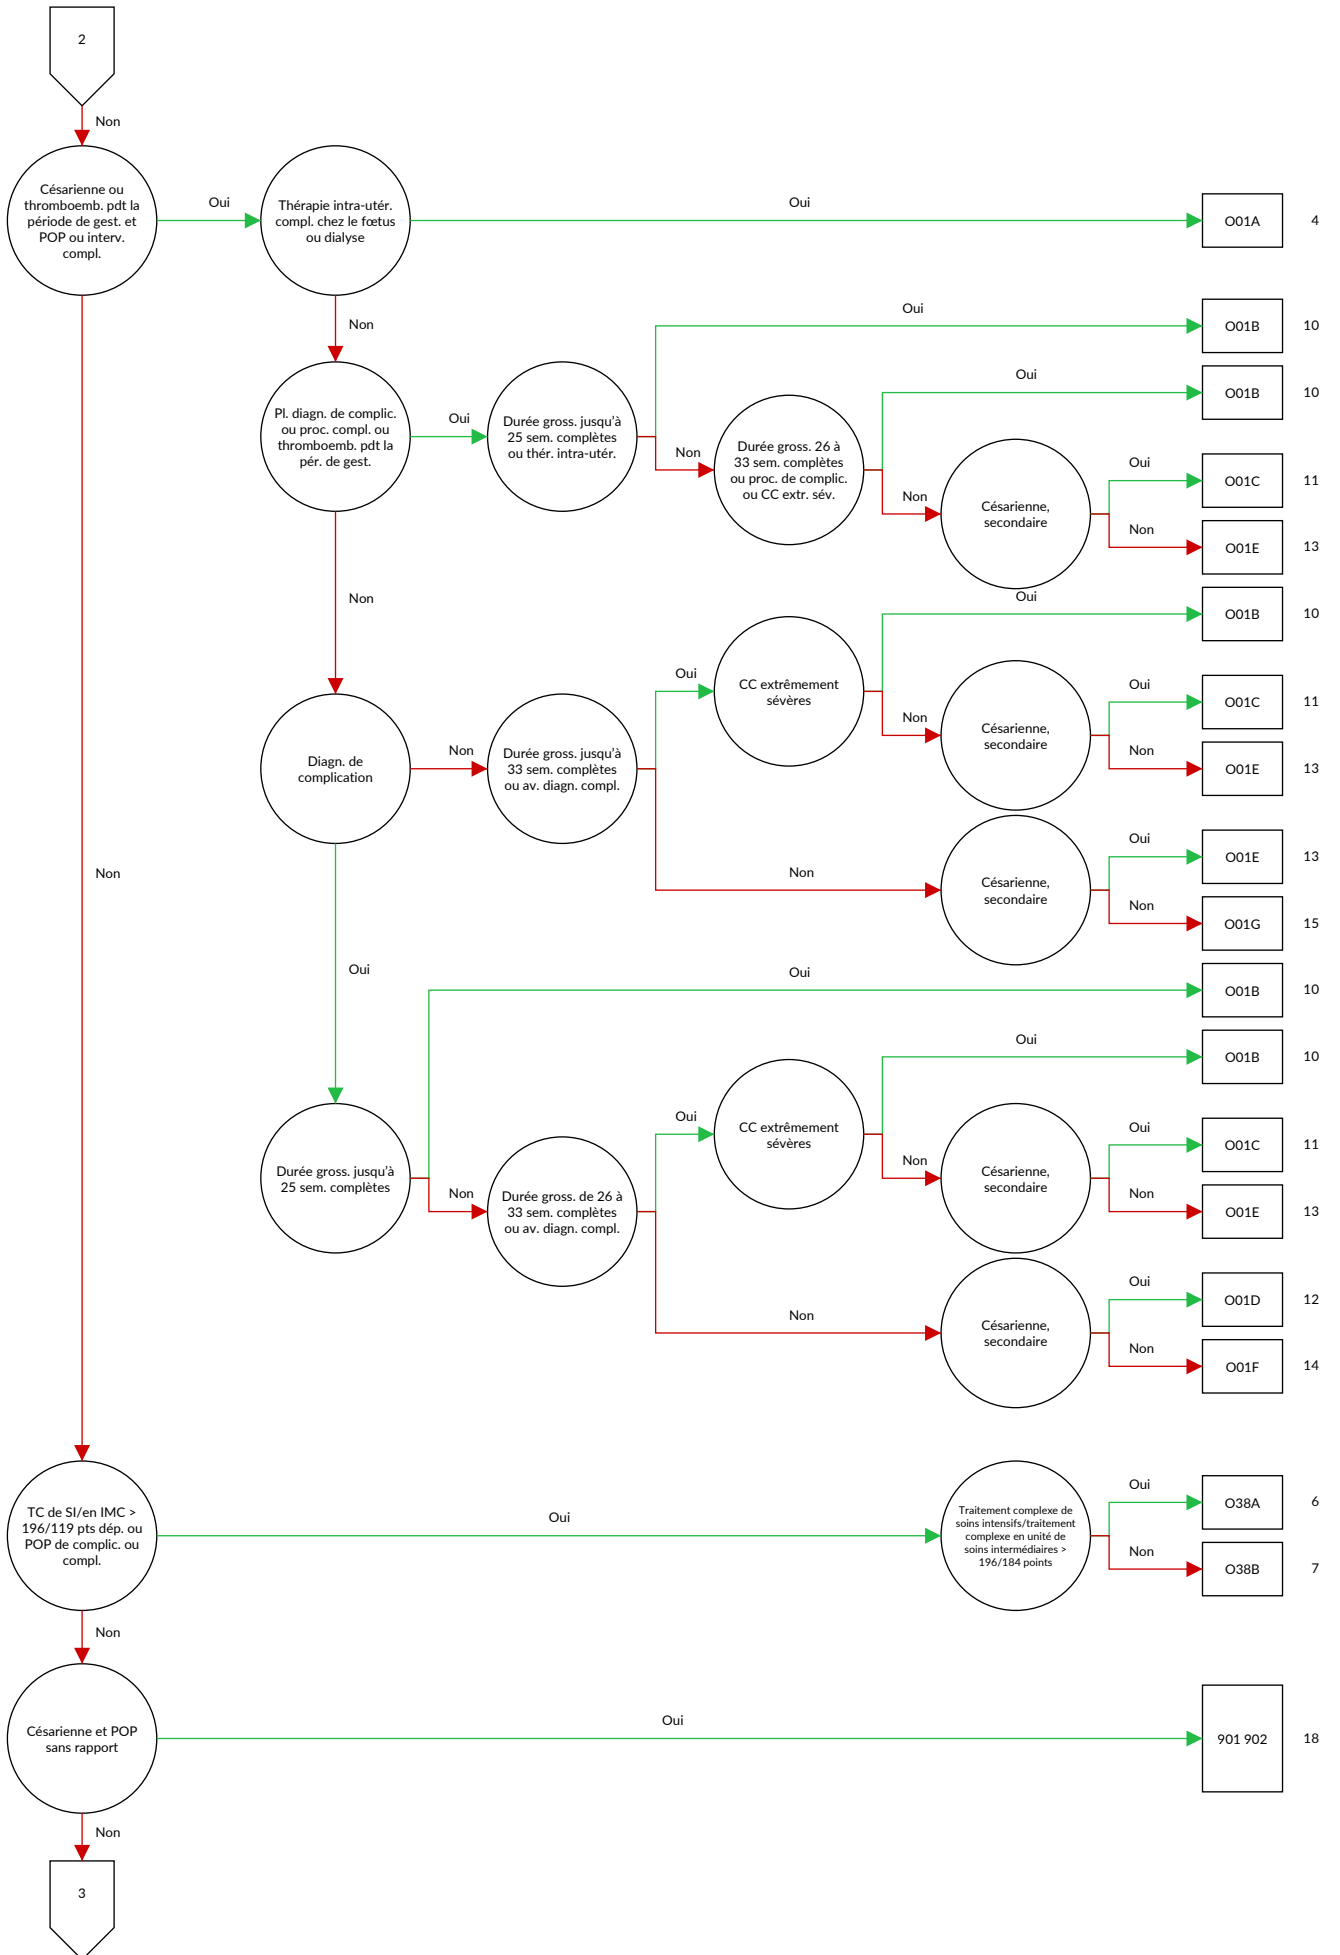 2
Non
Césarienne ou
thromboemb. pdt la
période de gest. et
POP ou interv.
compl.
Oui
Thérapie intra-utér.
compl. chez le fœtus
ou dialyse
Oui
O01A
4
Non
Pl. diagn. de complic.
ou proc. compl. ou
thromboemb. pdt la
pér. de gest.
Oui
Durée gross. jusqu'à
25 sem. complètes
ou thér. intra-utér.
Oui
O01B
10
Non
Durée gross. 26 à
33 sem. complètes
ou proc. de complic.
ou CC extr. sév.
Oui
O01B
10
Non
Césarienne,
secondaire
Oui
O01C
11
Non
O01E
13
Non
Diagn. de
complication
Non
Durée gross. jusqu'à
33 sem. complètes
ou av. diagn. compl.
Oui
CC extrêmement
sévères
Oui
O01B
10
Non
Césarienne,
secondaire
Oui
O01C
11
Non
O01E
13
Non
Césarienne,
secondaire
Oui
O01E
13
Non
O01G
15
Non
Oui
Durée gross. jusqu'à
25 sem. complètes
Oui
O01B
10
Non
Durée gross. de 26 à
33 sem. complètes
ou av. diagn. compl.
Oui
CC extrêmement
sévères
Oui
O01B
10
Non
Césarienne,
secondaire
Oui
O01C
11
Non
O01E
13
Non
Césarienne,
secondaire
Oui
O01D
12
Non
O01F
14
TC de SI/en IMC >
196/119 pts dép. ou
POP de complic. ou
compl.
Oui
Traitement complexe de
soins intensifs/traitement
complexe en unité de
soins intermédiaires >
196/184 points
Oui
O38A
6
Non
O38B
7
Non
Césarienne et POP
sans rapport
Oui
901 902
18
Non
3